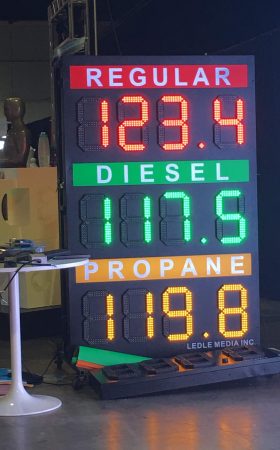 REGULAR
123.4
DIESEL
117.5
PROPANE
119.8
LEDLE MEDIA INC